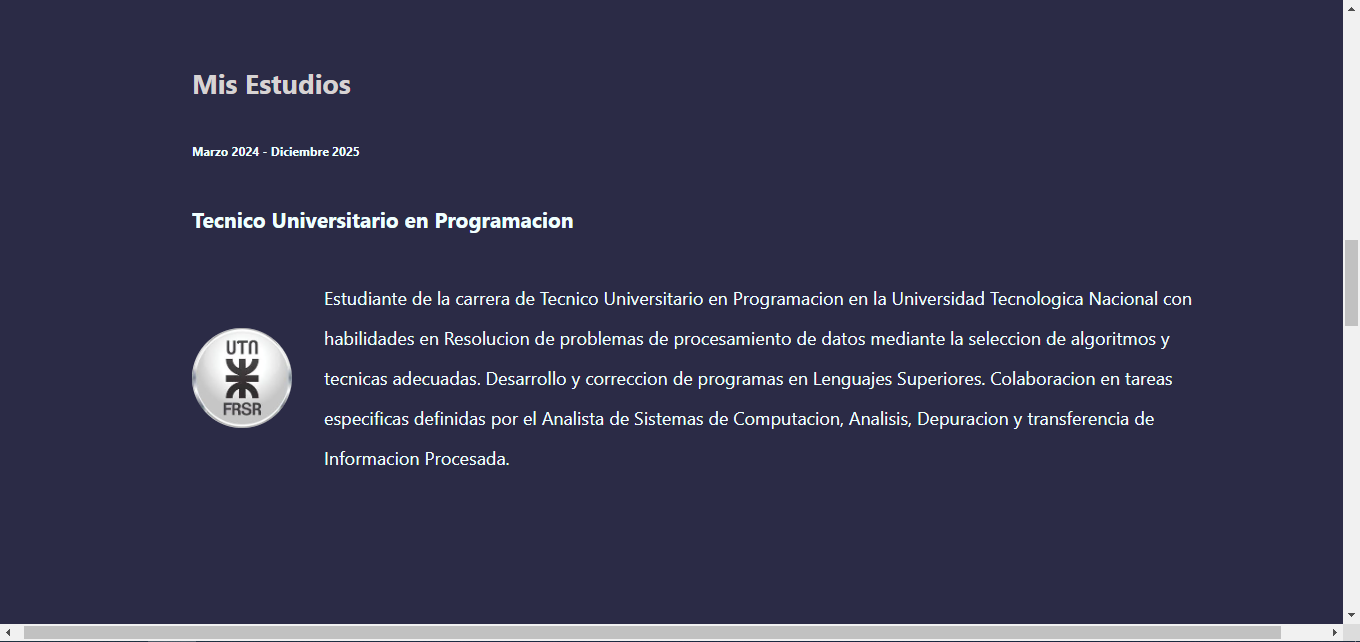 Mis Estudios
Marzo 2024 - Diciembre 2025
Tecnico Universitario en Programacion
Estudiante de la carrera de Tecnico Universitario en Programacion en la Universidad Tecnologica Nacional con
habilidades en Resolucion de problemas de procesamiento de datos mediante la seleccion de algoritmos y
tecnicas adecuadas. Desarrollo y correccion de programas en Lenguajes Superiores. Colaboracion en tareas
especificas definidas por el Analista de Sistemas de Computacion, Analisis, Depuracion y transferencia de
Informacion Procesada.
UTN
FRSR